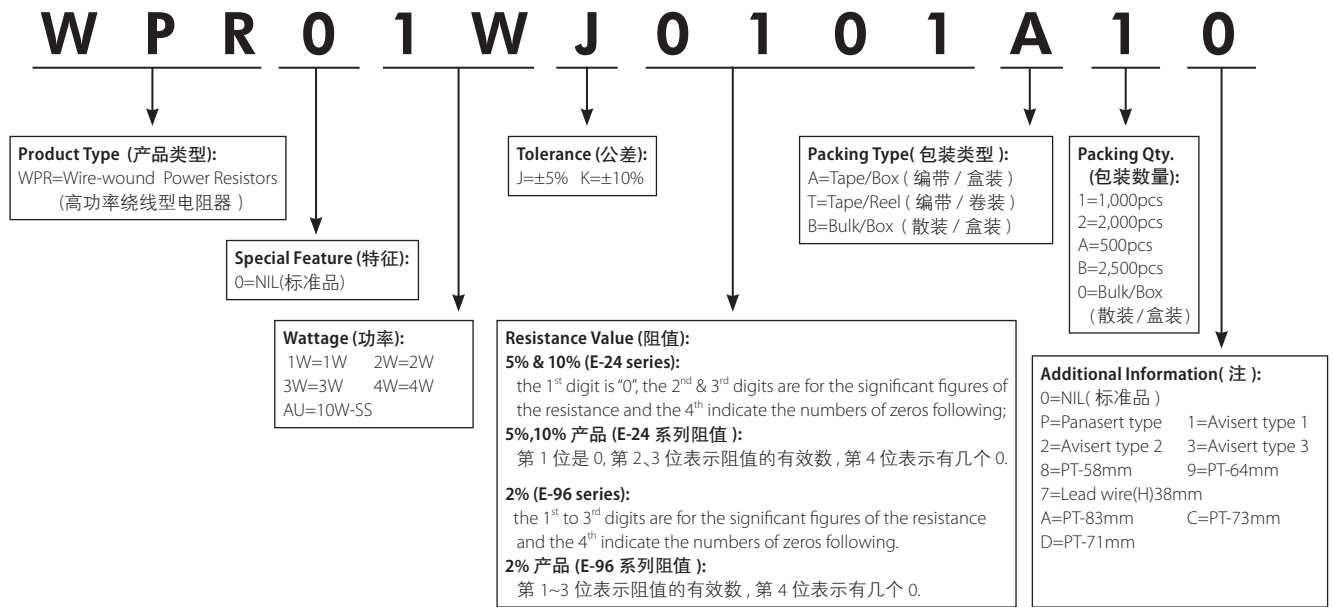 WPR01WJ0101A10
Product Type (产品类型):
WPR=Wire-wound Power Resistors
(高功率绕线型电阻器)
Special Feature (特征):
0=NIL(标准品)
Wattage (功率):
1W=1W 2W=2W
3W=3W 4W=4W
AU=10W-SS
Tolerance (公差):
J=±5% K=±10%
Resistance Value (阻值):
5% & 10% (E-24 series):
the 1st digit is “0”, the 2nd & 3rd digits are for the significant figures of
the resistance and the 4th indicate the numbers of zeros following;
5%,10% 产品 (E-24 系列阻值 ):
第 1 位是 0, 第 2、3 位表示阻值的有效数 , 第 4 位表示有几个 0.
2% (E-96 series):
the 1st to 3rd digits are for the significant figures of the resistance
and the 4th indicate the numbers of zeros following.
2% 产品 (E-96 系列阻值 ):
第 1~3 位表示阻值的有效数 , 第 4 位表示有几个 0.
Packing Type( 包装类型 ):
A=Tape/Box ( 编带 / 盒装 )
T=Tape/Reel ( 编带 / 卷装 )
B=Bulk/Box ( 散装 / 盒装 )
Packing Qty.
(包装数量):
1=1,000pcs
2=2,000pcs
A=500pcs
B=2,500pcs
0=Bulk/Box
(散装 / 盒装)
Additional Information( 注 ):
0=NIL( 标准品 )
P=Panasert type 1=Avisert type 1
2=Avisert type 2 3=Avisert type 3
8=PT-58mm 9=PT-64mm
7=Lead wire(H)38mm
A=PT-83mm C=PT-73mm
D=PT-71mm